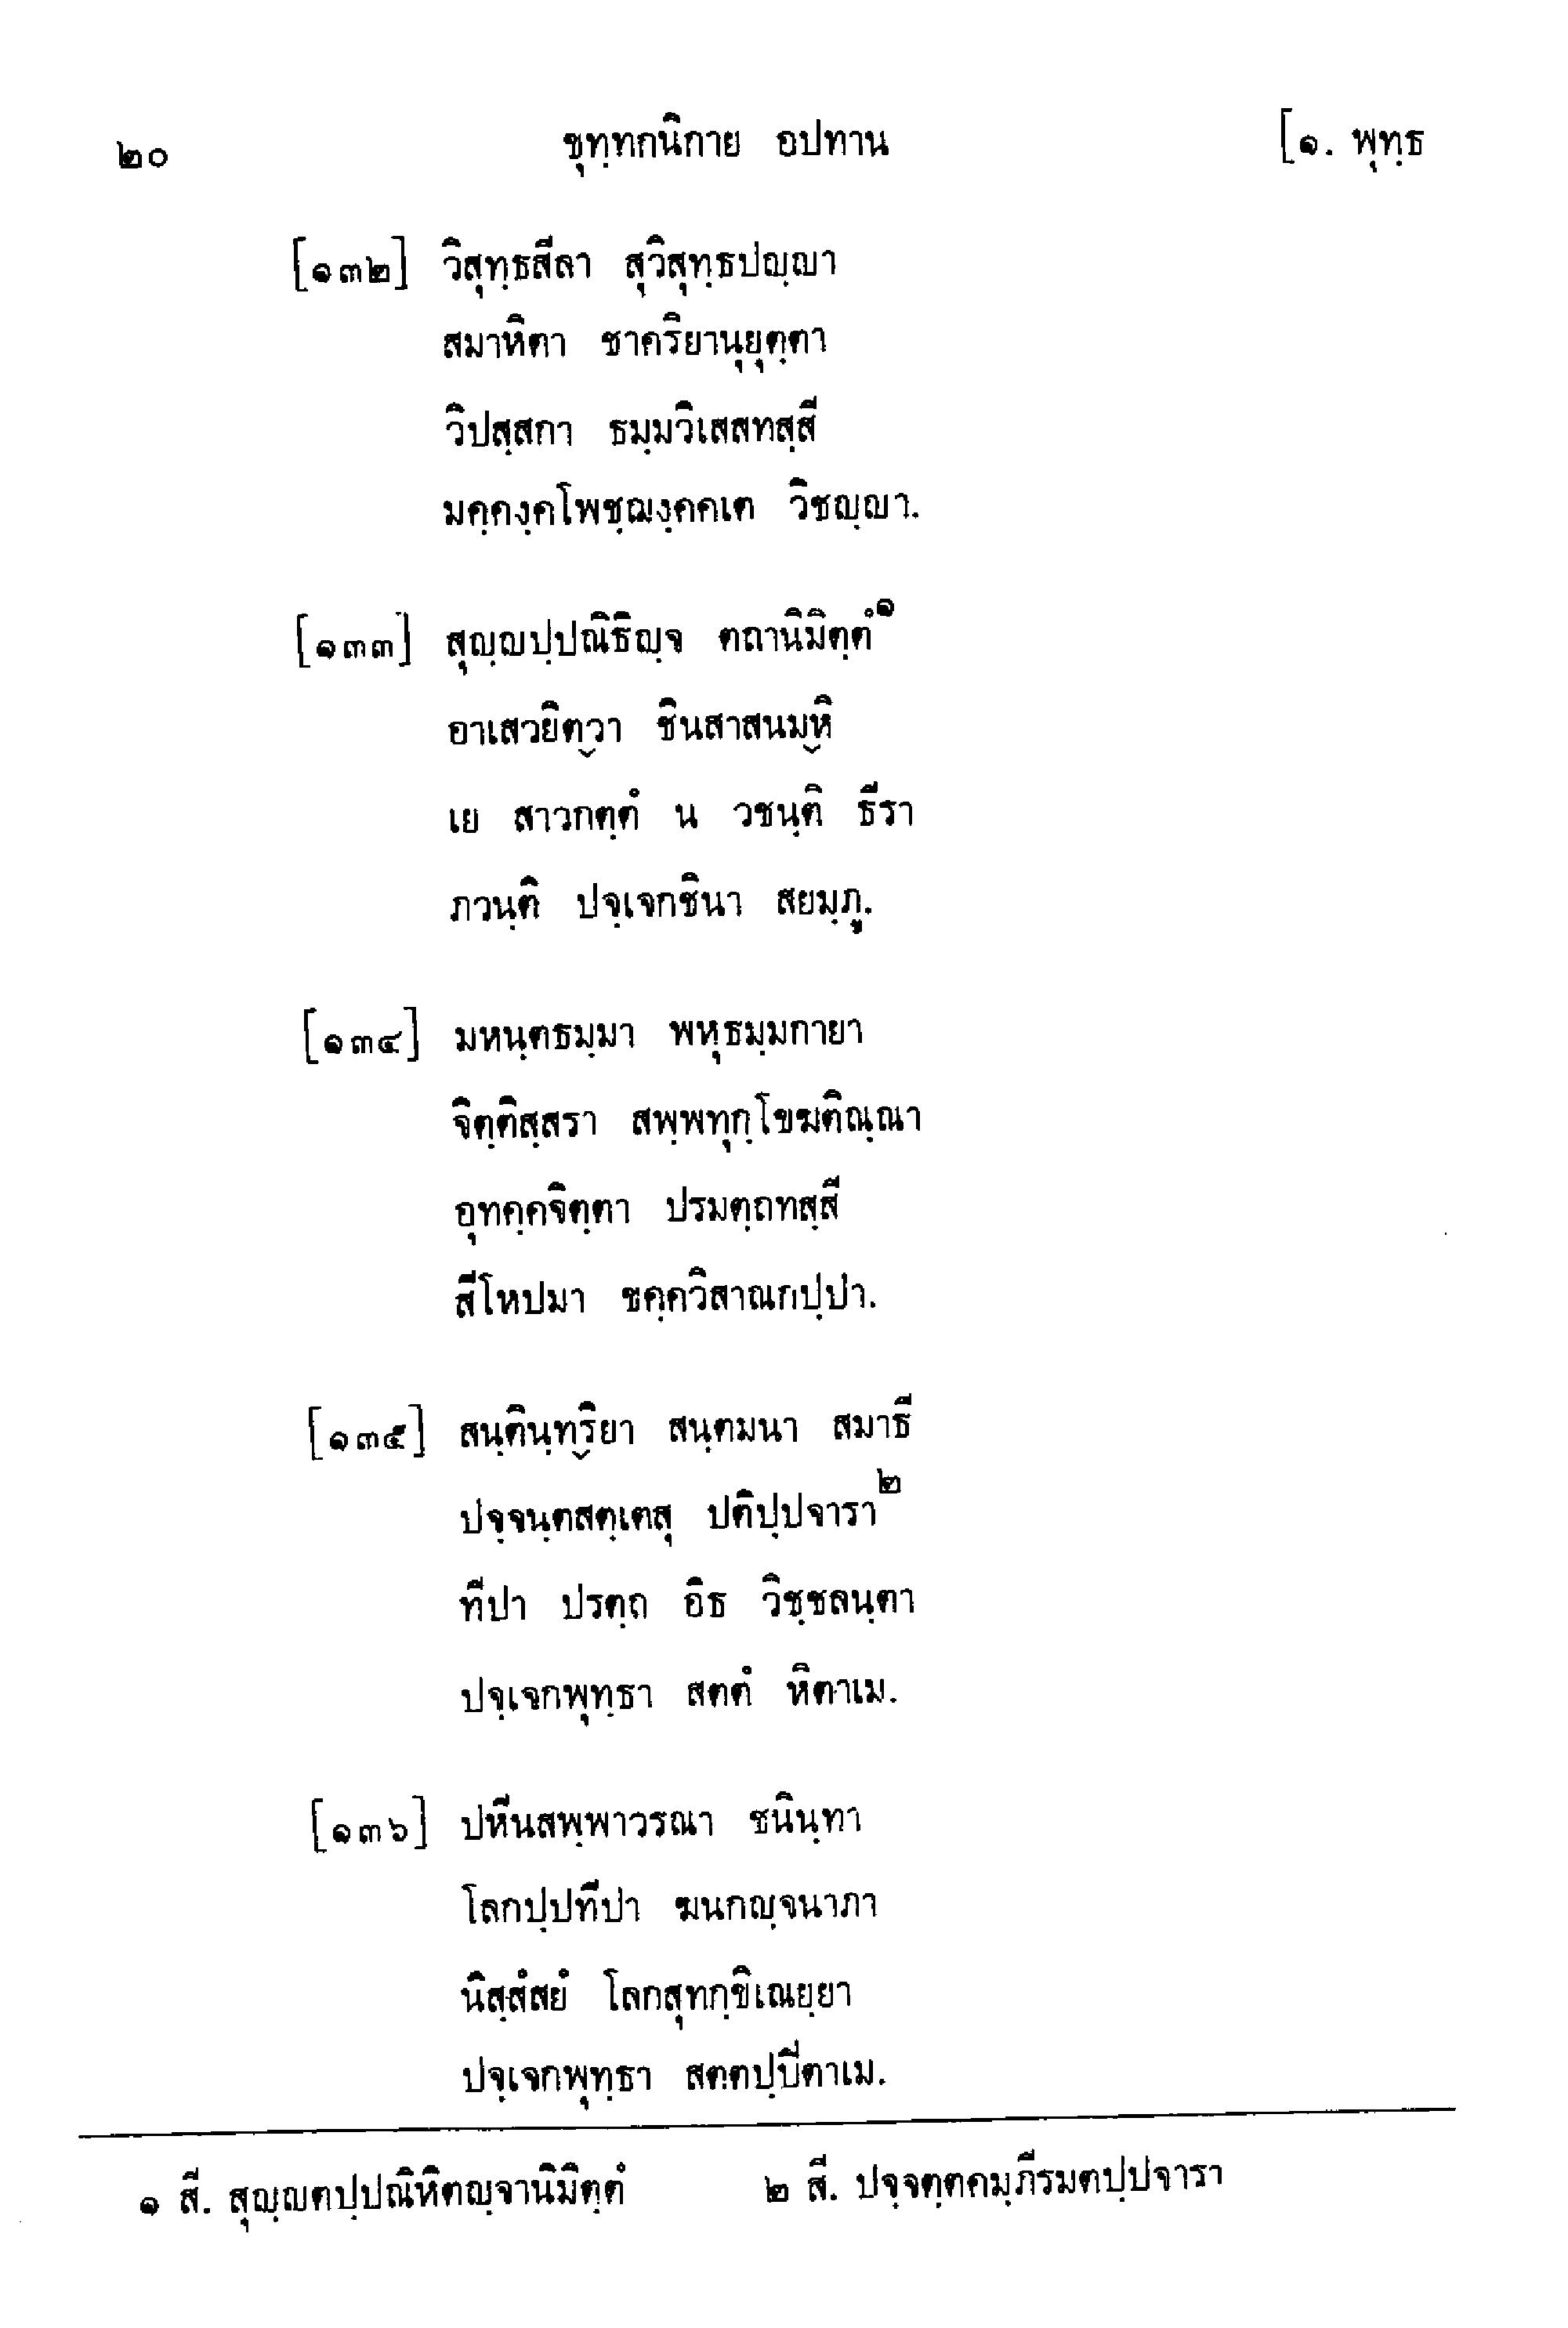 ๒๐ ขุทฺทกนิกาย อปทาน [๑. พุทฺธ
[๑๓๒] วิสุทฺธสีลา สุวิสุทฺธปญฺญา
สมาหิตา ชาคริยานุยุตฺตา
วิปสฺสกา ธมฺมวิเสสทสฺสี
มคฺคงฺคโพชฺฌงฺคคเต วิชญฺญา.
[๑๓๓] สุญฺญปฺปณิธิญฺจ ตถานิมิตฺตํ๑
อาเสวยิตฺวา ชินสาสนมฺหิ
เย สาวกตฺตํ น วชนฺติ ธีรา
ภวนฺติ ปจฺเจกชินา สยมฺภู.
[๑๓๔] มหนฺตธมฺมา พหุธมฺมกายา
จิตฺติสฺสรา สพฺพทุกฺโขฆติณฺณา
อุทคฺคจิตฺตา ปรมตฺถทสฺสี
สีโหปมา ขคฺควิสาณกปฺปา.
[๑๓๕] สนฺตินฺทฺริยา สนฺตมนา สมาธี
ปจฺจนฺตสตฺเตสุ ปติปฺปจารา๒
ทีปา ปรตฺถ อิธ วิชฺชลนฺตา
ปจฺเจกพุทฺธา สตตํ หิตาเม.
[๑๓๖] ปหีนสพฺพาวรณา ชนินฺทา
โลกปฺปทีปา ฆนกญฺจนาภา
นิสฺสํสยํ โลกสุทกฺขิเณยฺยา
ปจฺเจกพุทฺธา สตฺตปฺปีตาเม.
๑ สี. สุญฺญตปฺปณิหิตญฺจานิมิตฺตํ ๒ สี. ปจฺจตฺตคมฺภีรมตปฺปจารา